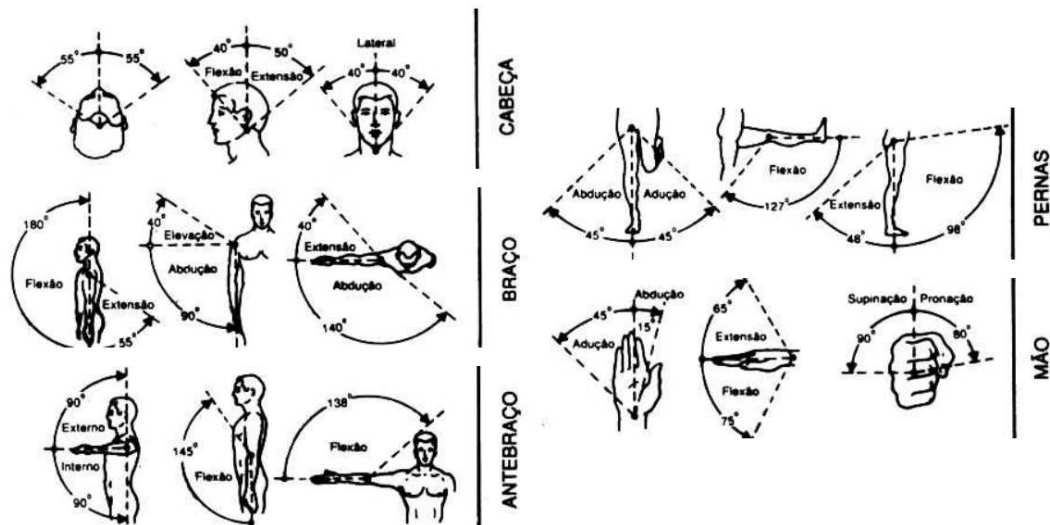 55° 55°
40° 50°
Flexão Extensão
Lateral
40° 40°
CABEÇA
180°
Flexão
Extensão
55°
40°
Elevação
Abdução
90°
40°
Extensão
Abdução
140°
BRAÇO
90°
Externo
Interno
90°
145°
Flexão
138°
Flexão
ANTEBRAÇO
Abdução Adução
45° 45°
Flexão
127°
Flexão
Extensão
48° 98°
PERNAS
Abdução
45° 15°
Adução
65°
Extensão
Flexão
75°
Supinação Pronação
90° 80°
MÃO